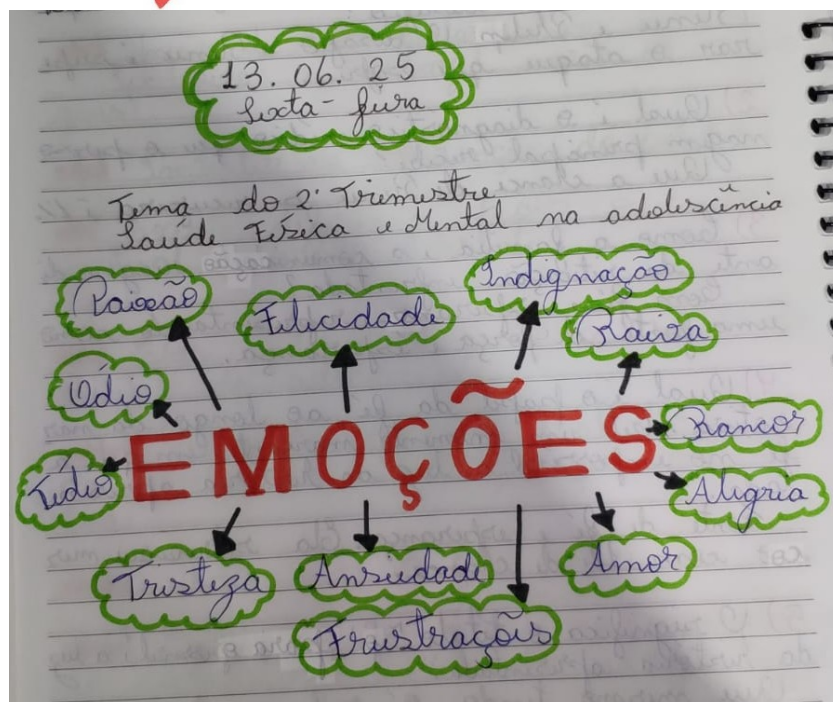 13.06.25
Sexta-feira
Tema do 2º Trimestre
Saúde Física e Mental na adolescência
Paixão
Felicidade
Indignação
Raiva
Ódio
EMOÇÕES
Rancor
Tédio
Alegria
Tristeza
Ansiedade
Amor
Frustrações